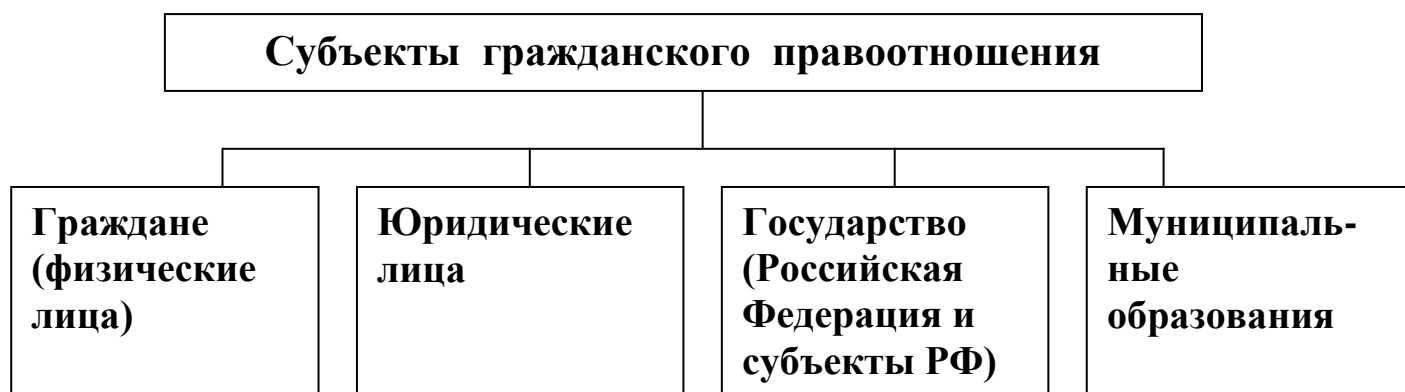 Субъекты гражданского правоотношения
Граждане
(физические
лица)
Юридические
лица
Государство
(Российская
Федерация и
субъекты РФ)
Муниципаль-
ные
образования